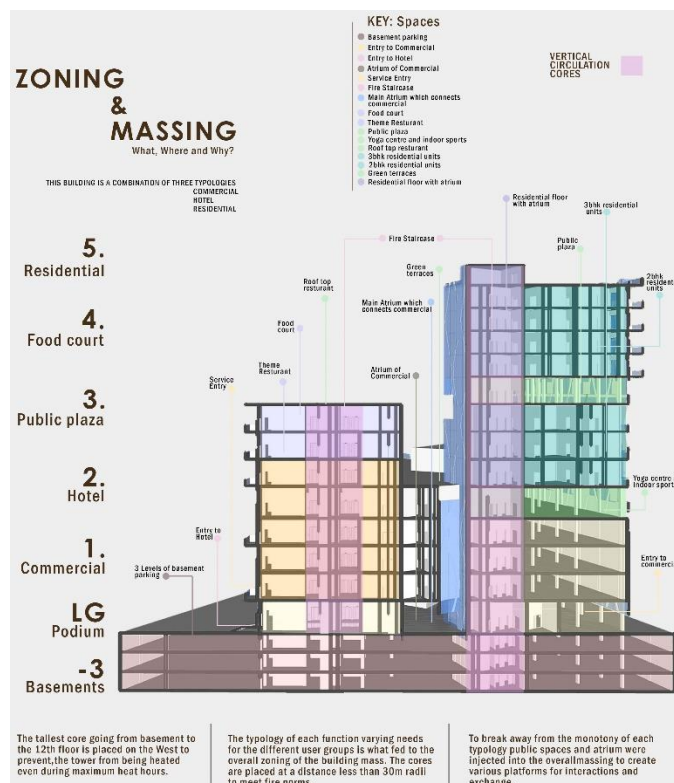 KEY: Spaces
Basement parking
Entry to Commercial
Entry to Hotel
Atrium of Commercial
Service Entry
Fire Staircase
Main Atrium which connects
commercial
Food court
Theme Resturant
Public plaza
Yoga centre and indoor sports
Roof top resturant
3bhk residential units
2bhk residential units
Green terraces
Residential floor with atrium
VERTICAL
CIRCULATION
CORES
ZONING
&
MASSING
What, Where and Why?
THIS BUILDING IS A COMBINATION OF THREE TYPOLOGIES
COMMERCIAL
HOTEL
RESIDENTIAL
5.
Residential
4.
Food court
3.
Public plaza
2.
Hotel
1.
Commercial
LG
Podium
-3
Basements
Residential floor
with atrium
3bhk residential
units
Fire Staircase
Public
plaza
Green
terraces
2bhk resident
units
Roof top
resturant
Main Atrium which
connects commercial
Food
court
Theme
Resturant
Atrium of
Commercial
Service
Entry
Yoga centre
indoor sport
Entry to
Hotel
Entry to
commerci
3 Levels of basement
parking
The tallest core going from basement to
the 12th floor is placed on the West to
prevent,the tower from being heated
even during maximum heat hours.
The typology of each function varying needs
for the different user groups is what fed to the
overall zoning of the building mass. The cores
are placed at a distance less than 30m radii
to meet fire norms
To break away from the monotony of each
typology public spaces and atrium were
injected into the overallmassing to create
various platforms for interactions and
exchange